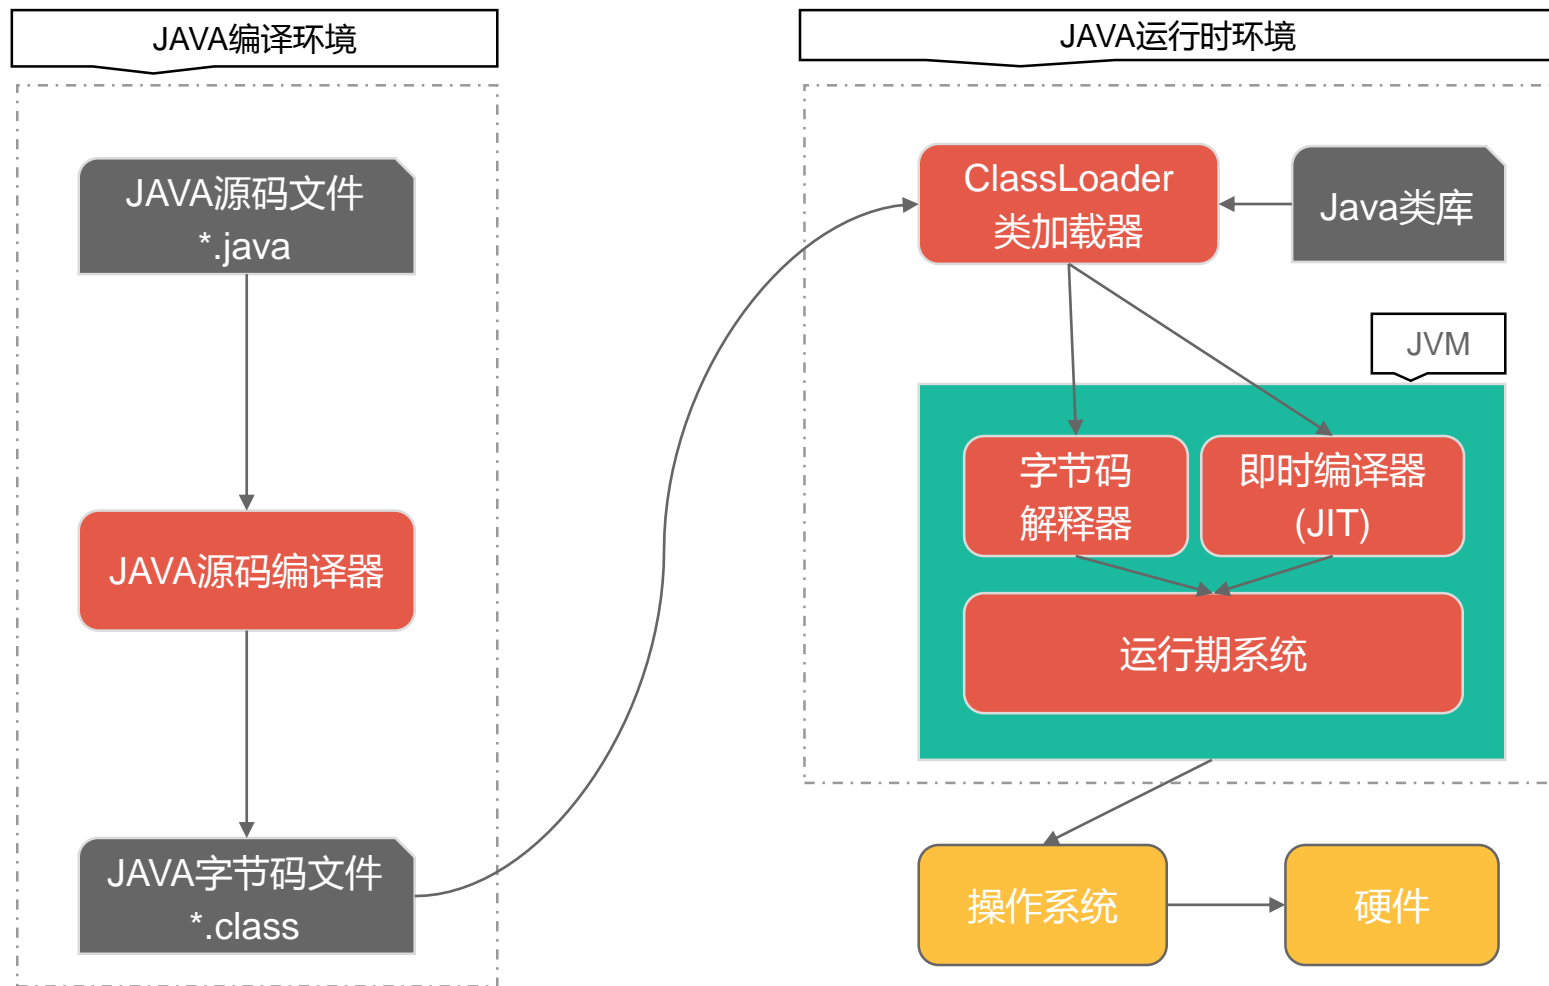 JAVA编译环境
JAVA源码文件
*.java
JAVA源码编译器
JAVA字节码文件
*.class
JAVA运行时环境
ClassLoader
类加载器
Java类库
JVM
字节码
解释器
即时编译器
(JIT)
运行期系统
操作系统
硬件